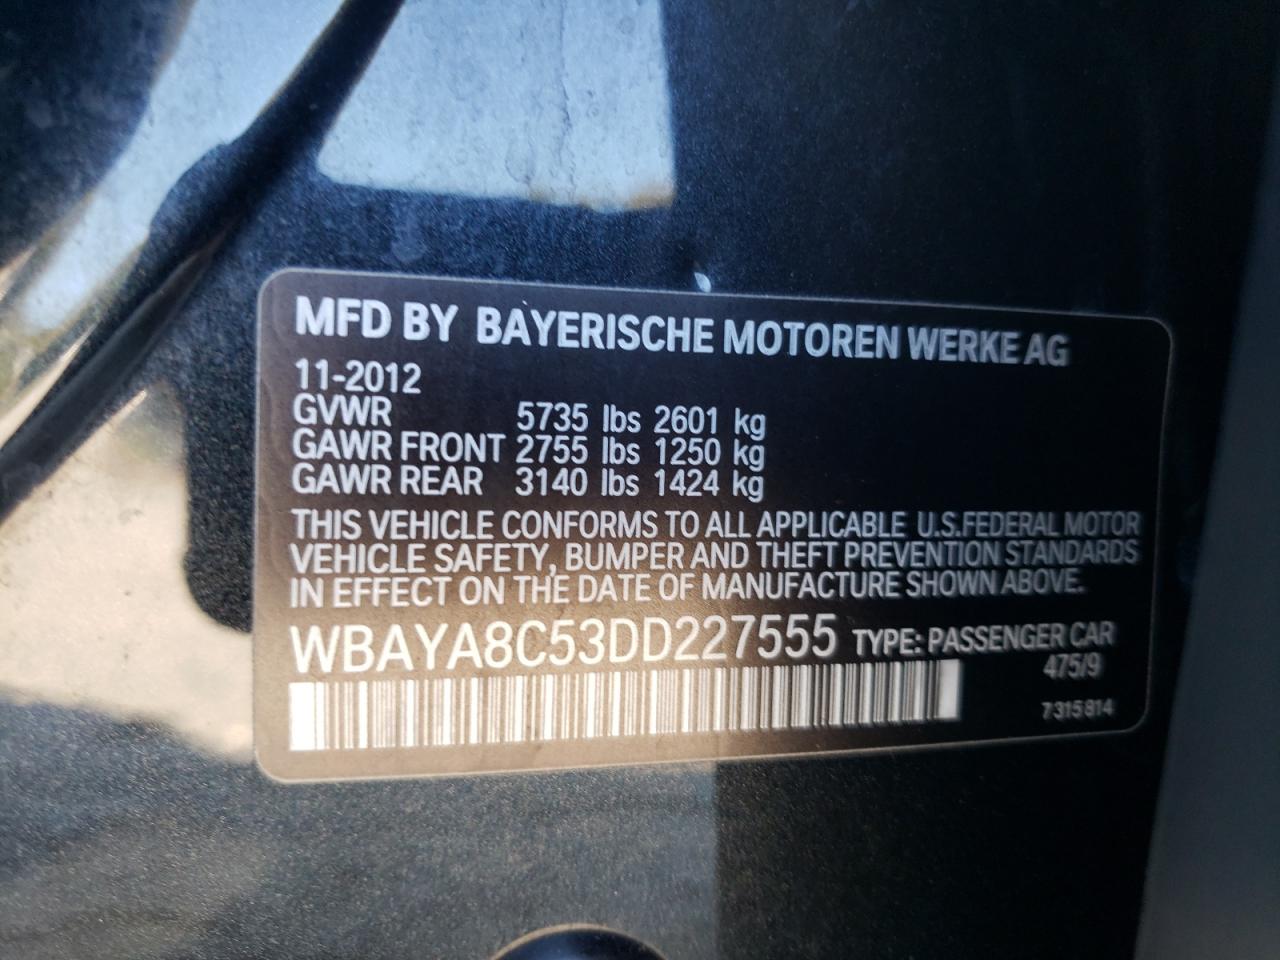 MFD BY BAYERISCHE MOTOREN WERKE AG
11-2012
GVWR 5735 lbs 2601 kg
GAWR FRONT 2755 lbs 1250 kg
GAWR REAR 3140 lbs 1424 kg
THIS VEHICLE CONFORMS TO ALL APPLICABLE U.S.FEDERAL MOTOR
VEHICLE SAFETY, BUMPER AND THEFT PREVENTION STANDARDS
IN EFFECT ON THE DATE OF MANUFACTURE SHOWN ABOVE.
WBAYA8C53DD227555 TYPE: PASSENGER CAR
475/9
7315814